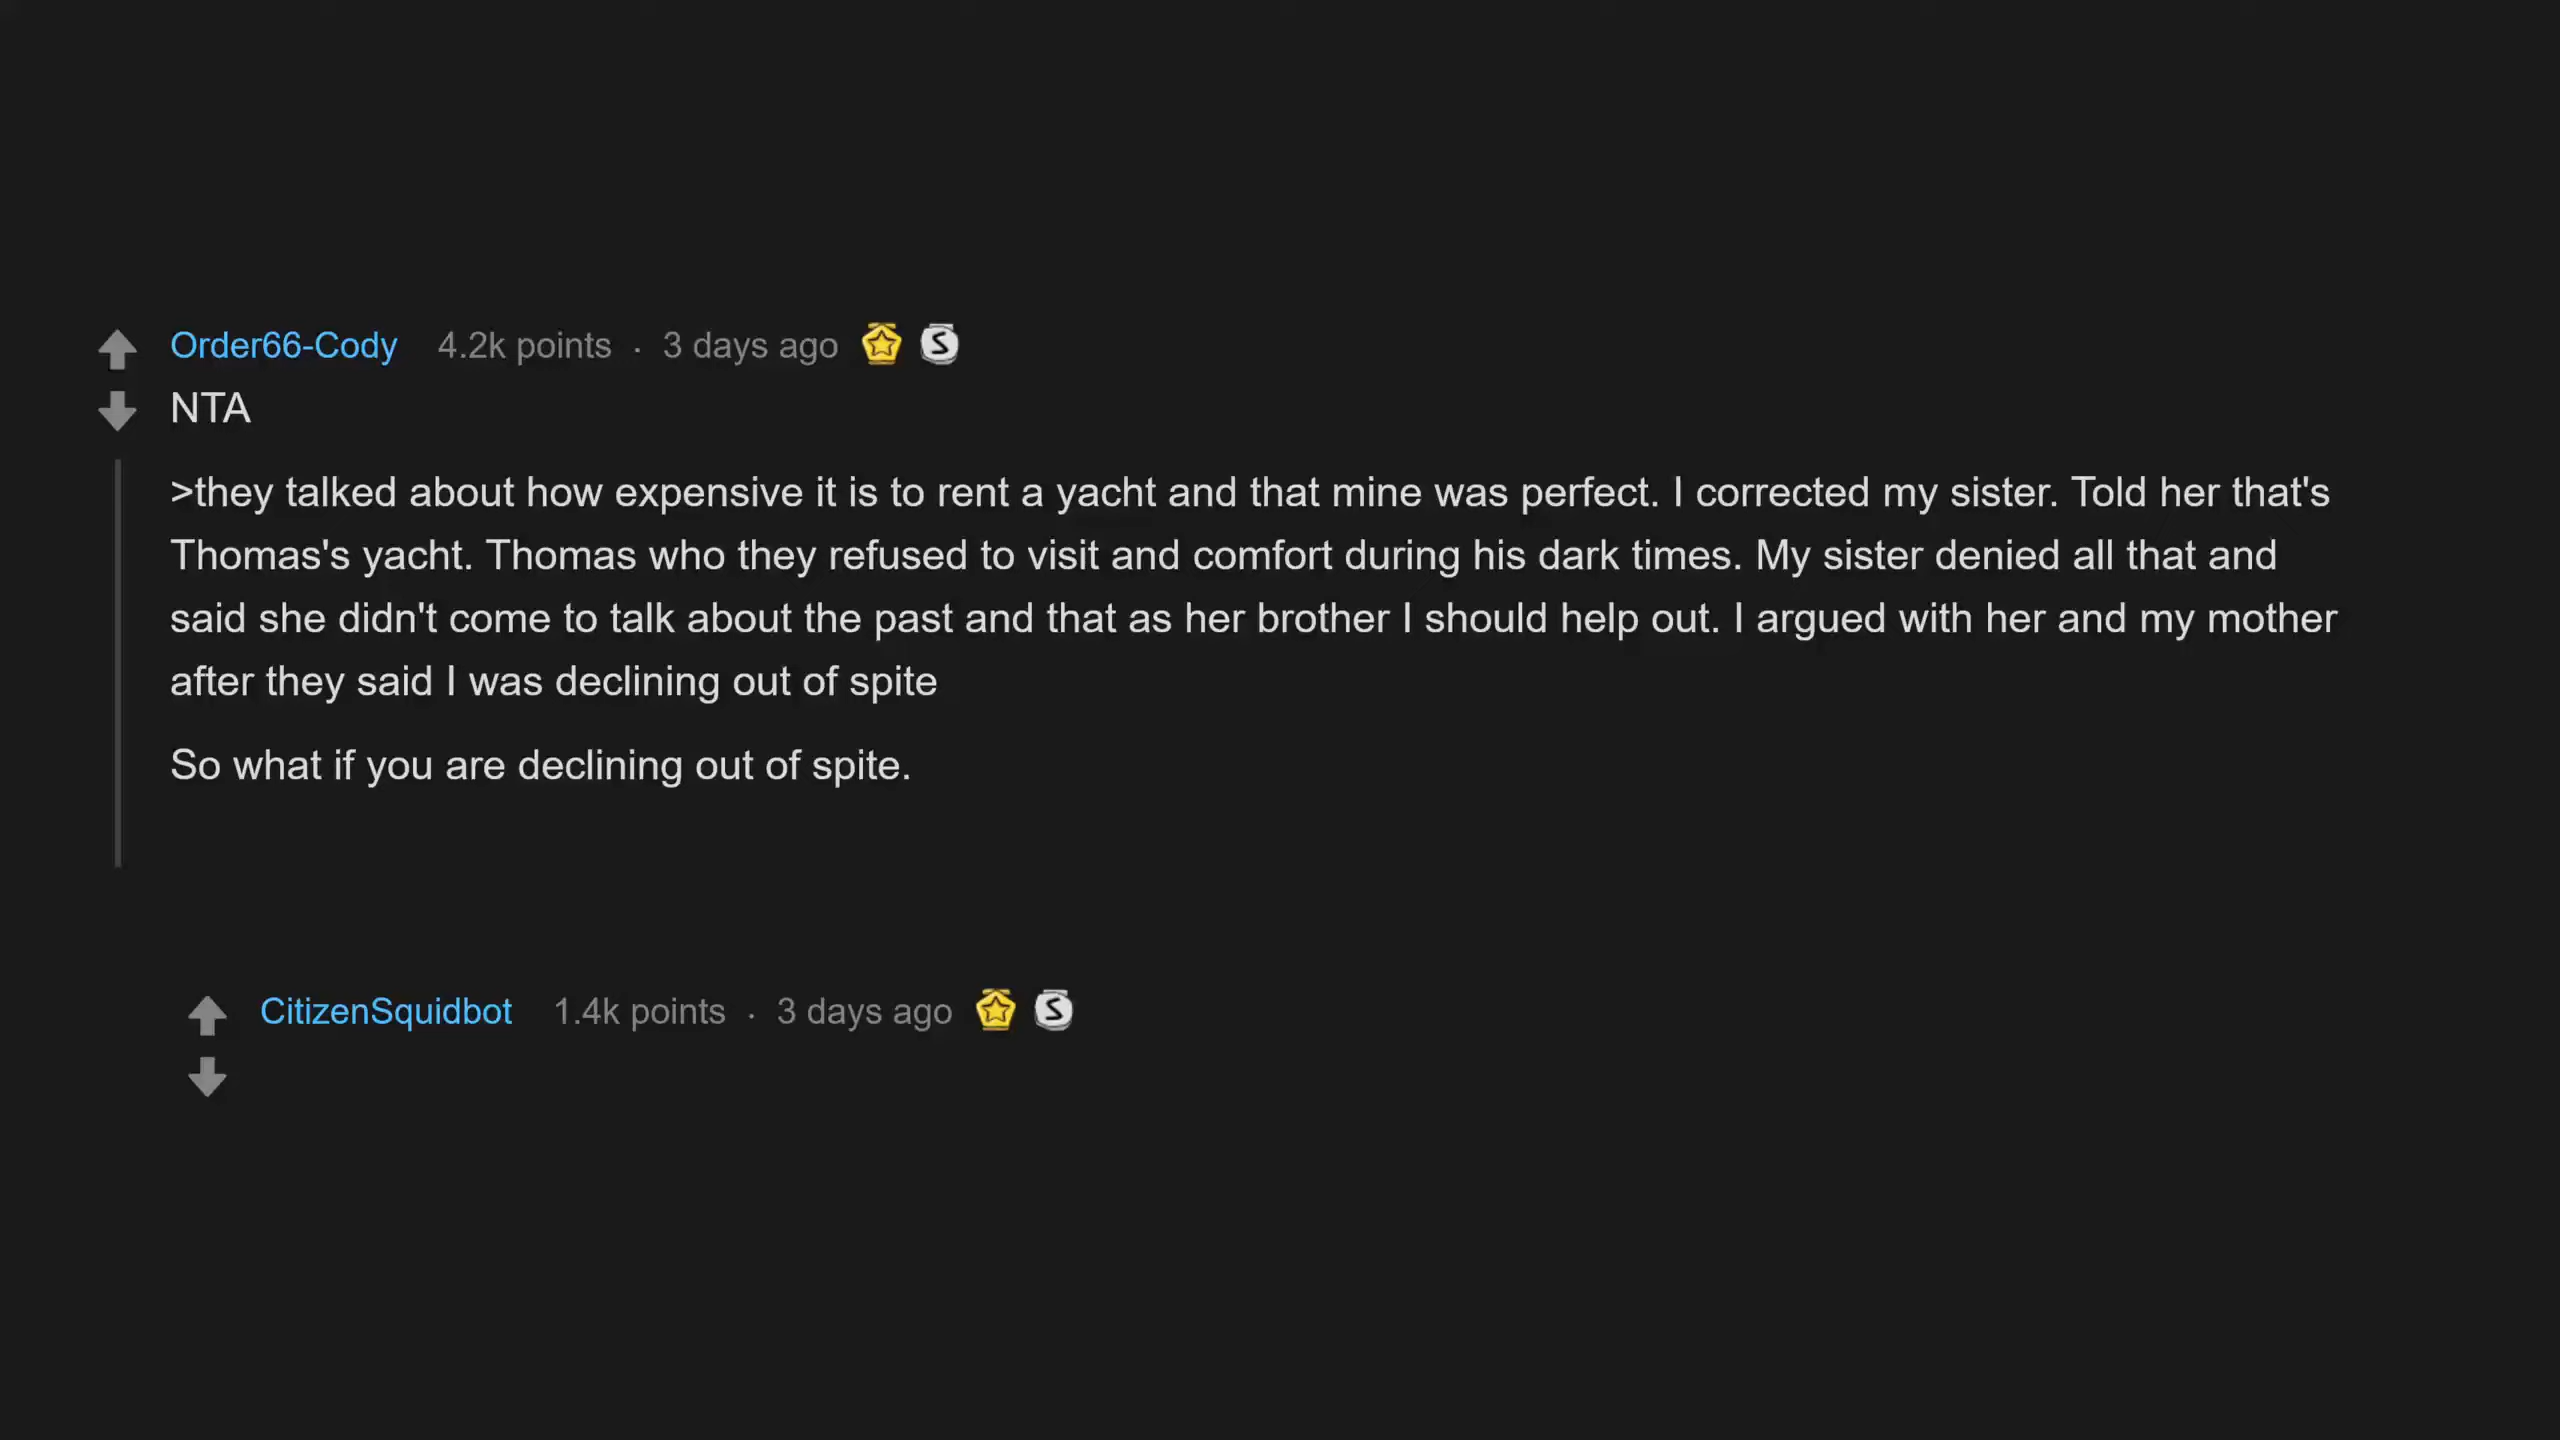 Order66-Cody 4.2k points · 3 days ago
NTA
>they talked about how expensive it is to rent a yacht and that mine was perfect. I corrected my sister. Told her that's
Thomas's yacht. Thomas who they refused to visit and comfort during his dark times. My sister denied all that and
said she didn't come to talk about the past and that as her brother I should help out. I argued with her and my mother
after they said I was declining out of spite
So what if you are declining out of spite.
CitizenSquidbot 1.4k points · 3 days ago